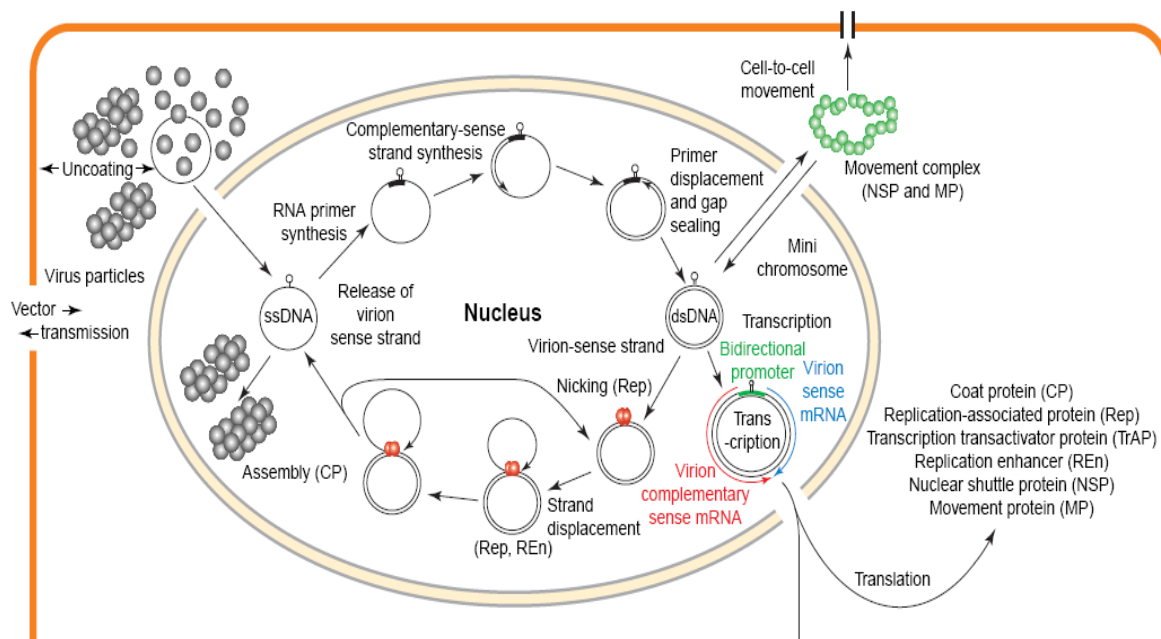 Cell-to-cell
movement
Complementary-sense
strand synthesis
Primer
displacement
and gap
sealing
Uncoating
Movement complex
(NSP and MP)
RNA primer
synthesis
Mini
chromosome
Virus particles
Vector
transmission
ssDNA
Release of
virion
sense strand
Nucleus
dsDNA
Transcription
Virion-sense strand
Bidirectional
promoter
Virion
sense
mRNA
Nicking (Rep)
Trans
-cription
Coat protein (CP)
Replication-associated protein (Rep)
Transcription transactivator protein (TrAP)
Replication enhancer (REn)
Nuclear shuttle protein (NSP)
Movement protein (MP)
Assembly (CP)
Virion
complementary
sense mRNA
Strand
displacement
(Rep, REn)
Translation